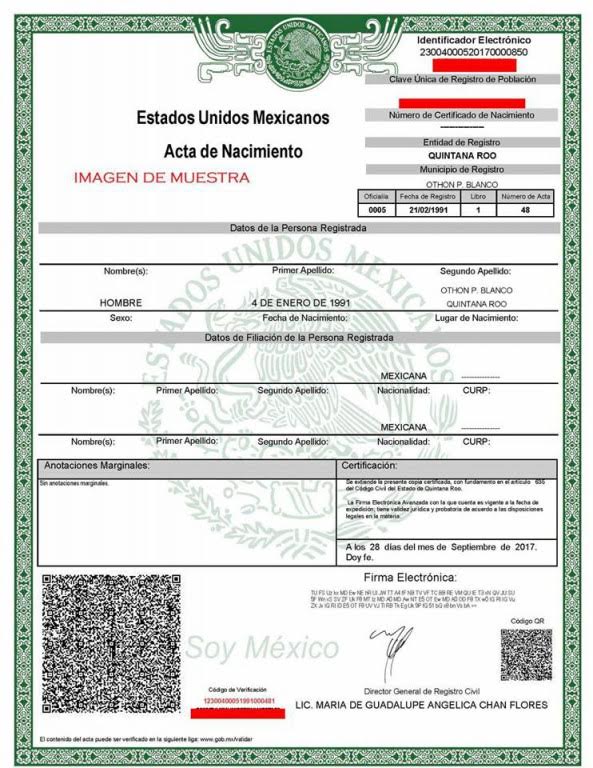 ESTADOS UNIDOS MEXICANOS
Identificador Electrónico
23004000520170000850
Clave Única de Registro de Población
Número de Certificado de Nacimiento
----------------
Estados Unidos Mexicanos
Acta de Nacimiento
IMAGEN DE MUESTRA
Entidad de Registro
QUINTANA ROO
Municipio de Registro
OTHON P. BLANCO
Oficialía Fecha de Registro Libro Número de Acta
0005 21/02/1991 1 48
Datos de la Persona Registrada
ESTADOS UNIDOS MEXICANOS
Nombre(s): Primer Apellido: Segundo Apellido:
OTHON P. BLANCO
HOMBRE 4 DE ENERO DE 1991 QUINTANA ROO
Sexo: Fecha de Nacimiento: Lugar de Nacimiento:
Datos de Filiación de la Persona Registrada
MEXICANA ---------------
Nombre(s): Primer Apellido: Segundo Apellido: Nacionalidad: CURP:
MEXICANA ---------------
Nombre(s): Primer Apellido: Segundo Apellido: Nacionalidad: CURP:
Anotaciones Marginales:
Sin anotaciones marginales.
Certificación:
Se extiende la presente copia certificada, con fundamento en el artículo 635
del Código Civil del Estado de Quintana Roo.
La Firma Electrónica Avanzada con la que cuenta es vigente a la fecha de
expedición; tiene validez jurídica y probatoria de acuerdo a las disposiciones
legales en la materia.
A los 28 días del mes de Septiembre de 2017.
Doy fe.
Firma Electrónica:
Código QR
Soy México
Código de Verificación
12300400051991000481
Director General de Registro Civil
LIC. MARIA DE GUADALUPE ANGELICA CHAN FLORES
El contenido del acta puede ser verificado en la siguiente liga: www.gob.mx/validar